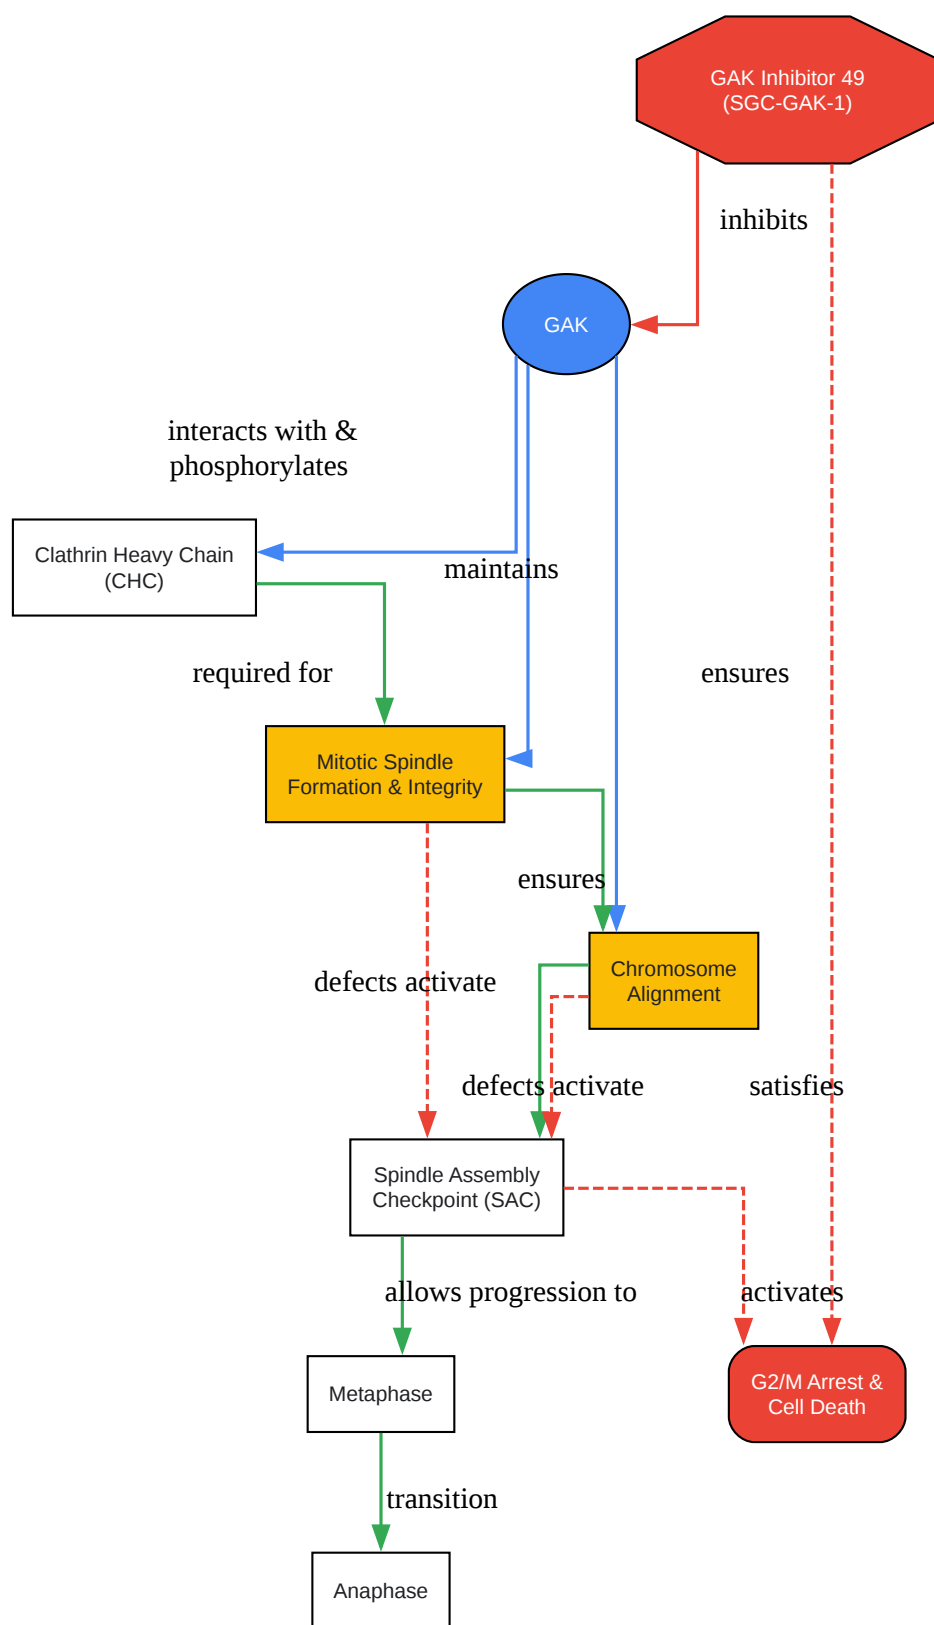 GAK Inhibitor 49
(SGC-GAK-1)
inhibits
GAK
interacts with &
phosphorylates
Clathrin Heavy Chain
(CHC)
maintains
required for
ensures
Mitotic Spindle
Formation & Integrity
ensures
Chromosome
Alignment
defects activate
defects activate
satisfies
Spindle Assembly
Checkpoint (SAC)
allows progression to
activates
Metaphase
G2/M Arrest &
Cell Death
transition
Anaphase